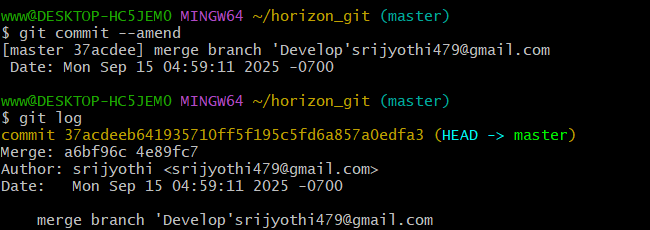 www@DESKTOP-HC5JEM0 MINGW64 ~/horizon_git (master)
$ git commit --amend
[master 37acdee] merge branch 'Develop'srijyothi479@gmail.com
 Date: Mon Sep 15 04:59:11 2025 -0700

www@DESKTOP-HC5JEM0 MINGW64 ~/horizon_git (master)
$ git log
commit 37acdeeb641935710ff5f195c5fd6a857a0edfa3 (HEAD -> master)
Merge: a6bf96c 4e89fc7
Author: srijyothi <srijyothi479@gmail.com>
Date:   Mon Sep 15 04:59:11 2025 -0700

    merge branch 'Develop'srijyothi479@gmail.com